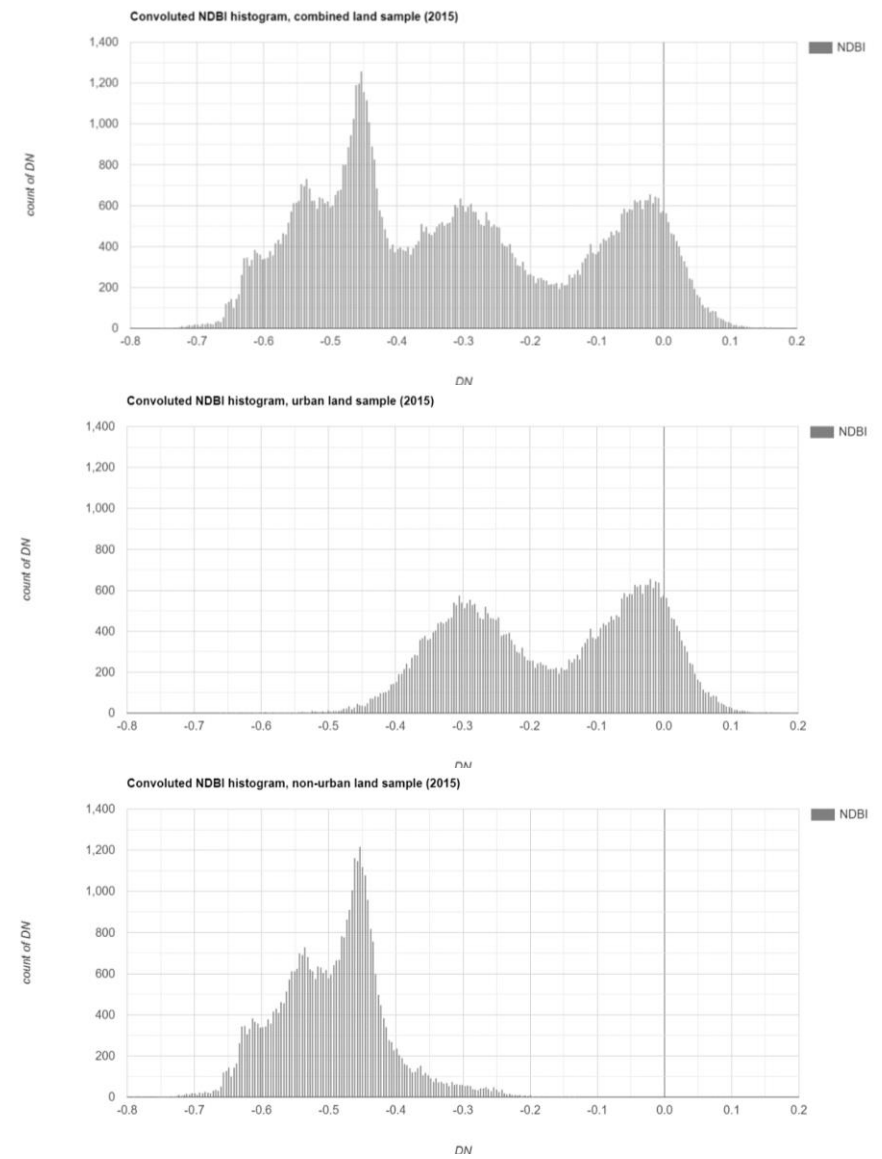 Convoluted NDBI histogram, combined land sample (2015)
NDBI
1,400
1,200
1,000
800
600
400
200
0
count of DN
-0.8 -0.7 -0.6 -0.5 -0.4 -0.3 -0.2 -0.1 0.0 0.1 0.2
DN
Convoluted NDBI histogram, urban land sample (2015)
NDBI
1,400
1,200
1,000
800
600
400
200
0
count of DN
-0.8 -0.7 -0.6 -0.5 -0.4 -0.3 -0.2 -0.1 0.0 0.1 0.2
DN
Convoluted NDBI histogram, non-urban land sample (2015)
NDBI
1,400
1,200
1,000
800
600
400
200
0
count of DN
-0.8 -0.7 -0.6 -0.5 -0.4 -0.3 -0.2 -0.1 0.0 0.1 0.2
DN